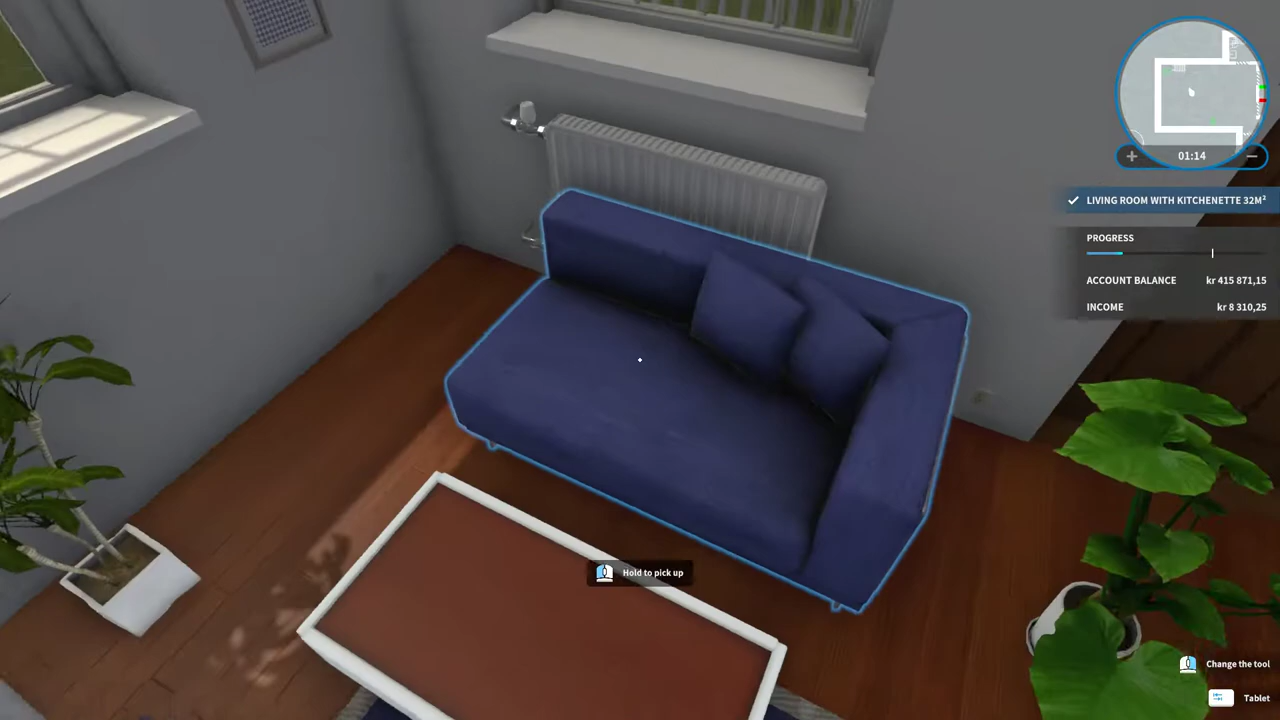 01:14
LIVING ROOM WITH KITCHENETTE 32M²
PROGRESS
ACCOUNT BALANCE kr 415 871,15
INCOME kr 8 310,25
Hold to pick up
Change the tool
Tablet